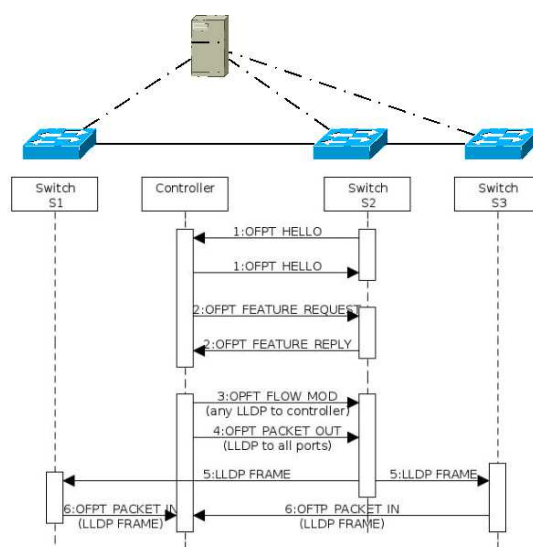 Switch
S1
Controller
Switch
S2
Switch
S3
1:OFPT HELLO
1:OFPT HELLO
2:OFPT FEATURE REQUEST
2:OFPT FEATURE REPLY
3:OPFT FLOW MOD
(any LLDP to controller)
4:OFPT PACKET OUT
(LLDP to all ports)
5:LLDP FRAME
5:LLDP FRAME
6:OFPT PACKET IN
(LLDP FRAME)
6:OFTP PACKET IN
(LLDP FRAME)